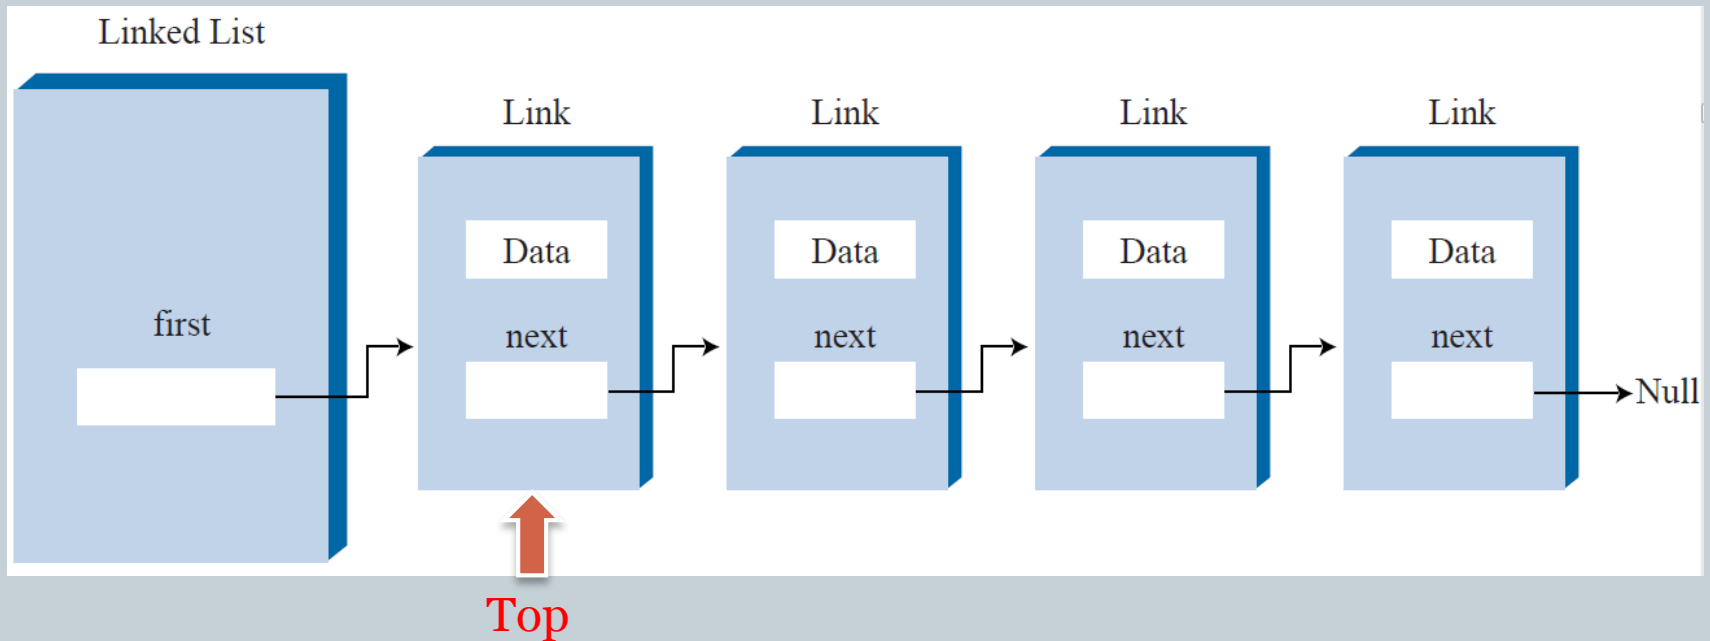 Linked List
Link
Link
Link
Link
Data
Data
Data
Data
first
next
next
next
next
Null
Top